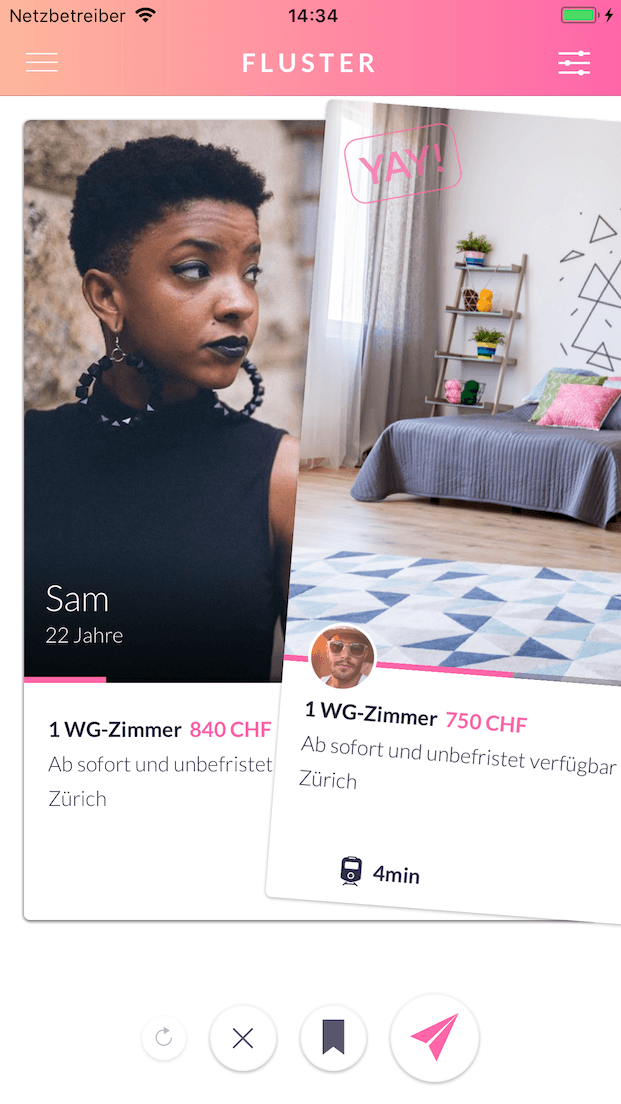 Netzbetreiber 14:34
FLUSTER
YAY!
Sam
22 Jahre
1 WG-Zimmer 840 CHF
Ab sofort und unbefristet
Zürich
1 WG-Zimmer 750 CHF
Ab sofort und unbefristet verfügbar
Zürich
4min